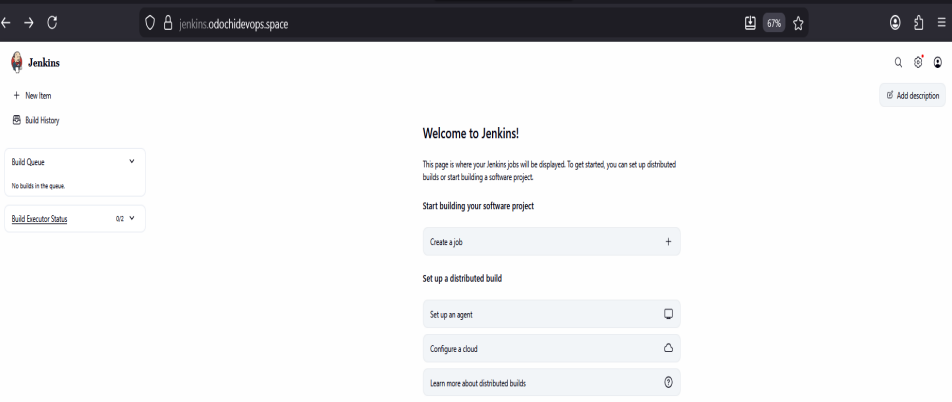 jenkins.odochidevops.space
67%
Jenkins
New Item
Add description
Build History
Welcome to Jenkins!
Build Queue
This page is where your Jenkins jobs will be displayed. To get started, you can set up distributed
builds or start building a software project.
No builds in the queue.
Start building your software project
Build Executor Status 0/2
Create a job
Set up a distributed build
Set up an agent
Configure a cloud
Learn more about distributed builds